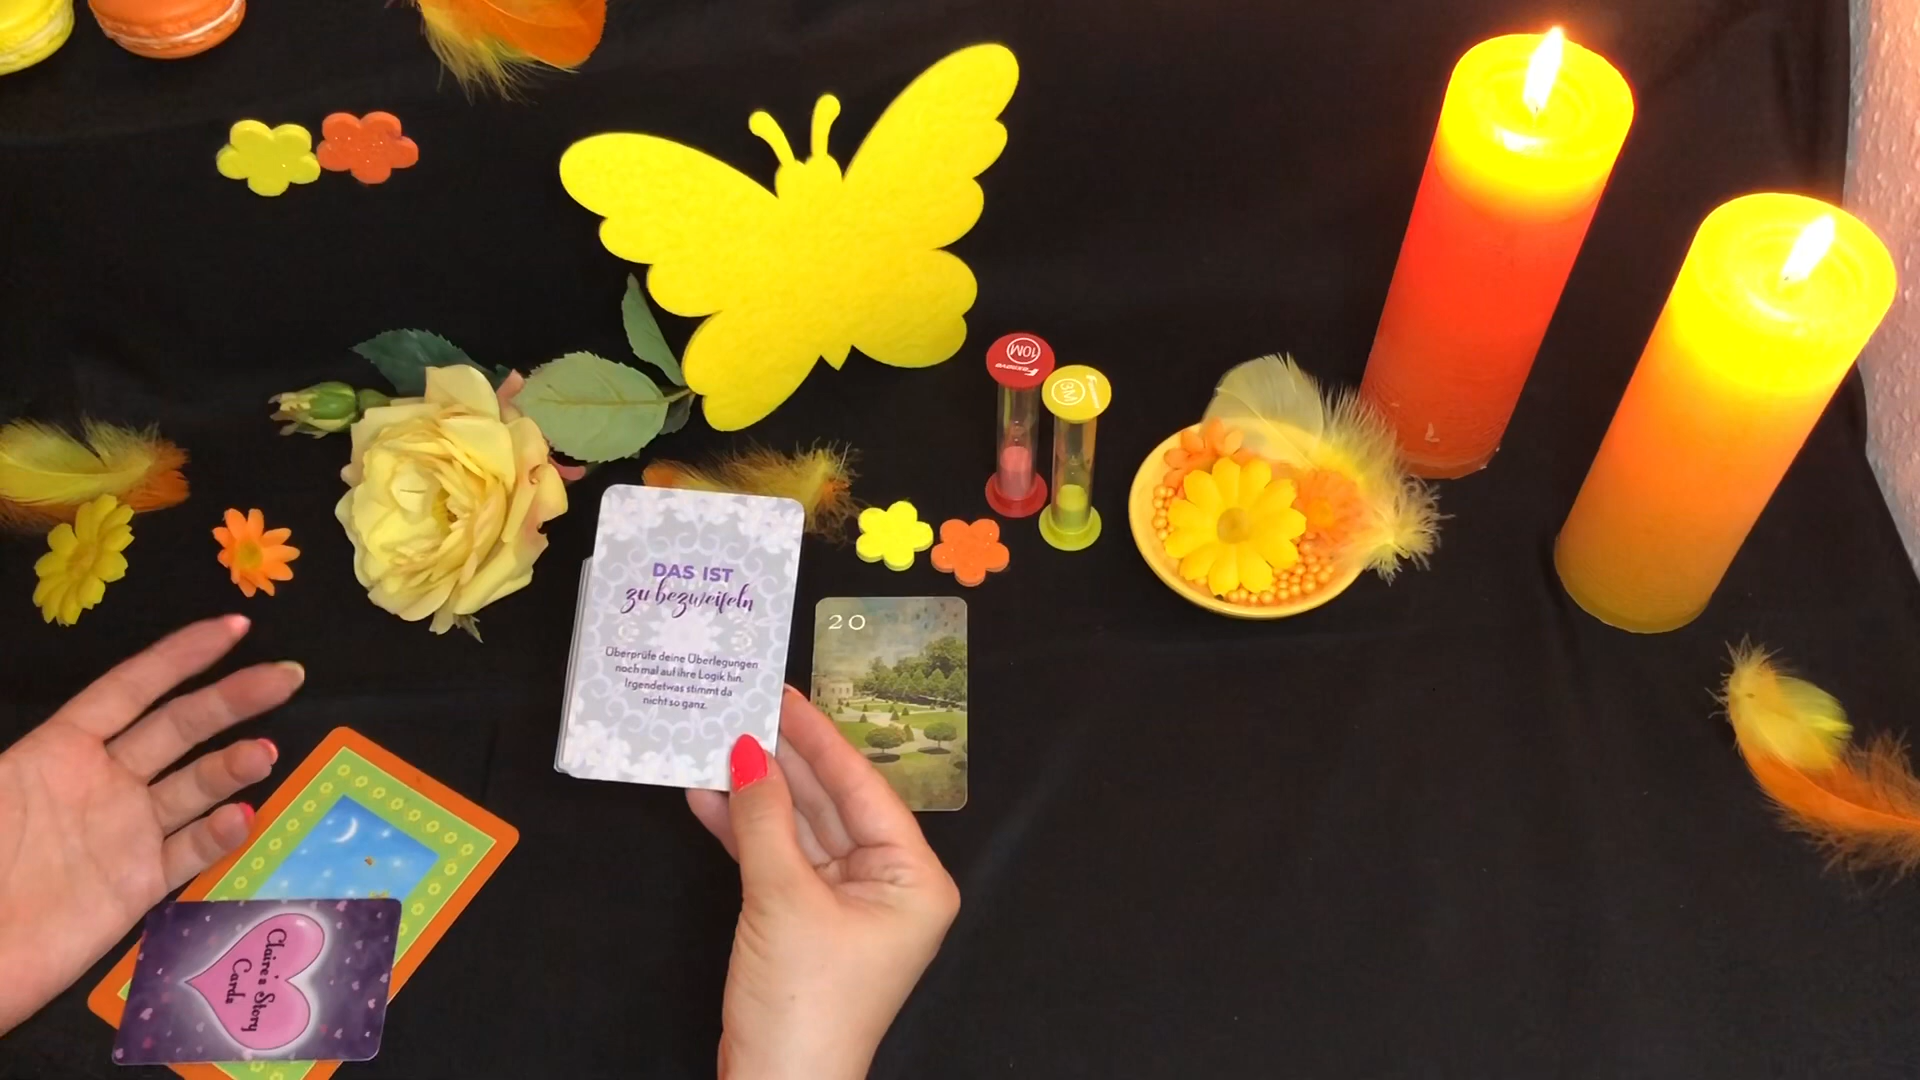 10M
Fesnove
3M
DAS IST
zu bezweifeln
Überprüfe deine Überlegungen
noch mal auf ihre Logik hin.
Irgendetwas stimmt da
nicht so ganz.
20
Claire's Story
Cards